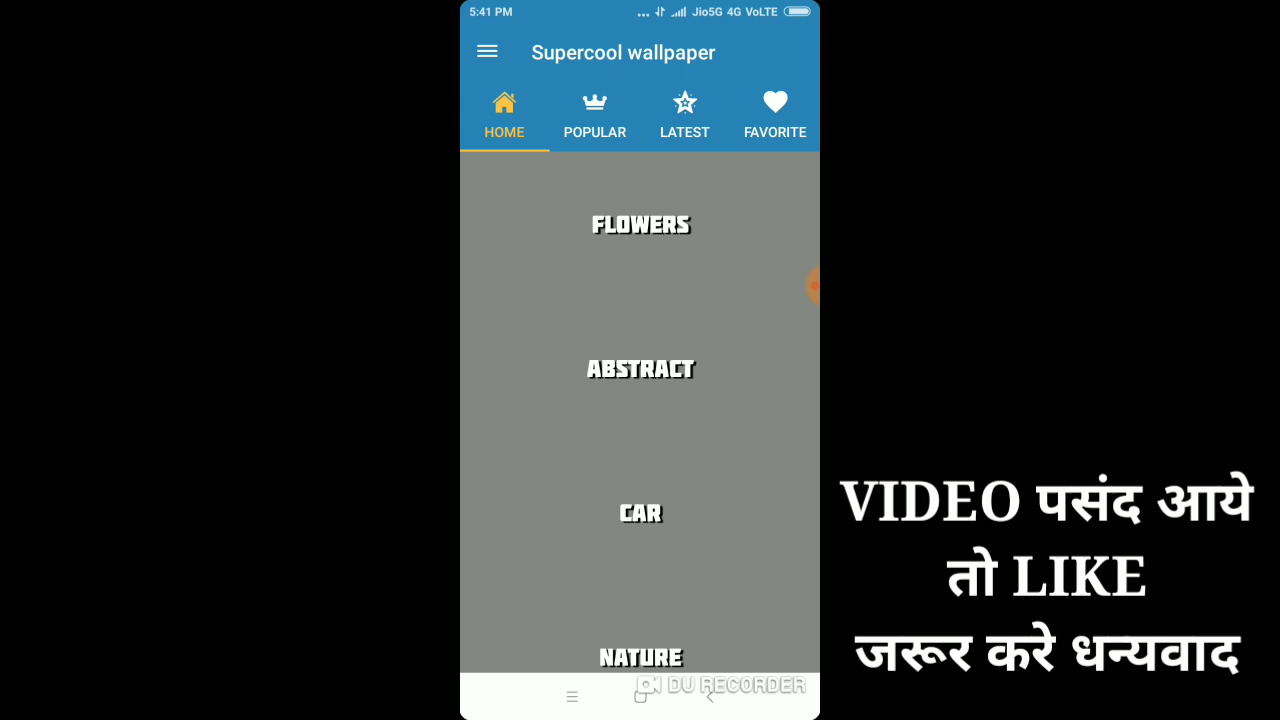 5:41 PM ... Jio5G 4G VoLTE
Supercool wallpaper
HOME POPULAR LATEST FAVORITE
FLOWERS
ABSTRACT
CAR
NATURE
DU RECORDER
VIDEO पसंद आये
तो LIKE
जरूर करे धन्यवाद